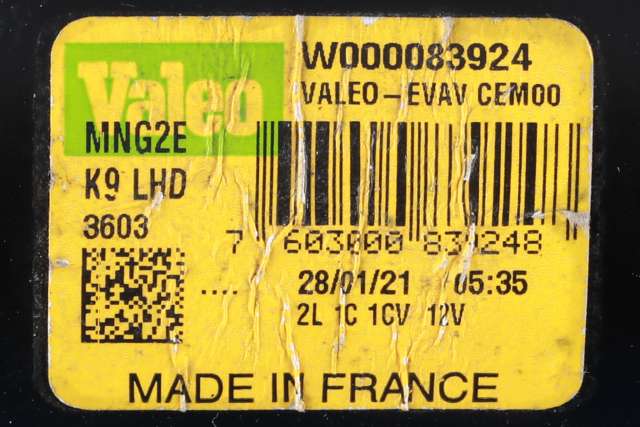 Valeo
W000083924
VALEO-EVAV CEM00
MNG2E
K9 LHD
3603
7 603000 839248
.... 28/01/21 05:35
2L 1C 1CV 12V
MADE IN FRANCE